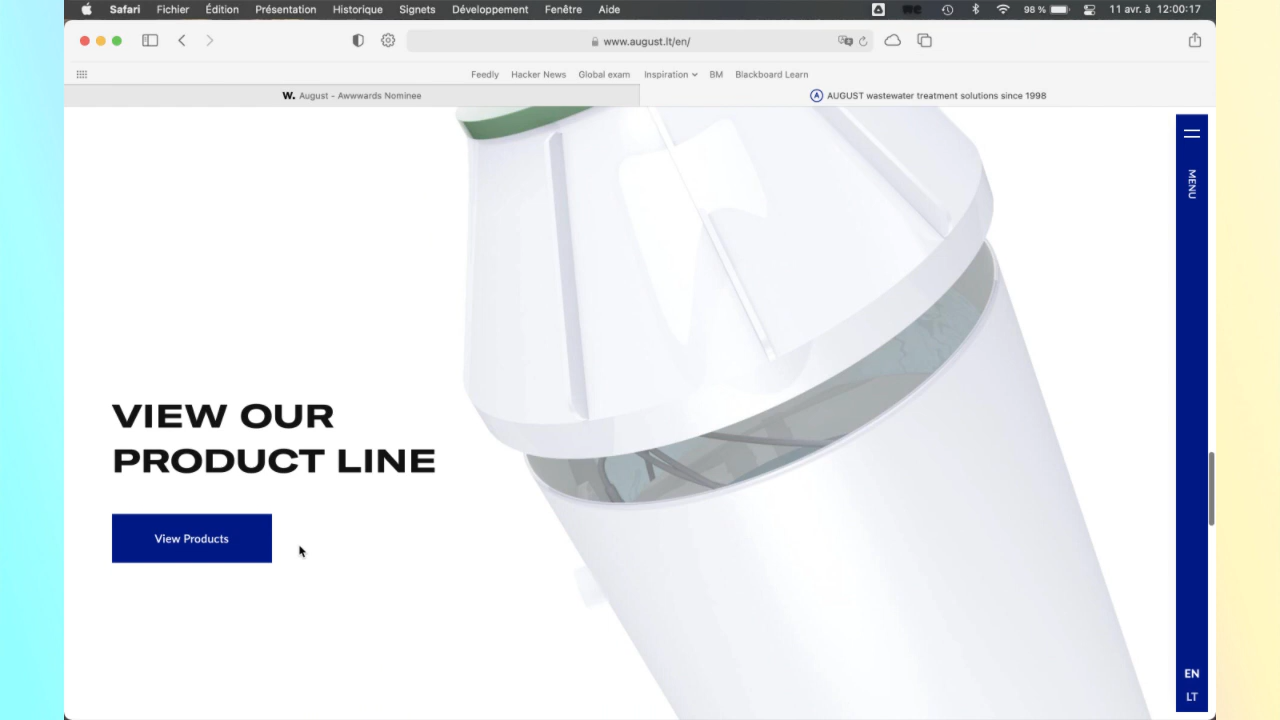 Safari Fichier Édition Présentation Historique Signets Développement Fenêtre Aide 98 % 11 avr. à 12:00:17
www.august.lt/en/
Feedly Hacker News Global exam Inspiration BM Blackboard Learn
W. August - Awwwards Nominee
A AUGUST wastewater treatment solutions since 1998
MENU
VIEW OUR
PRODUCT LINE
View Products
EN
LT